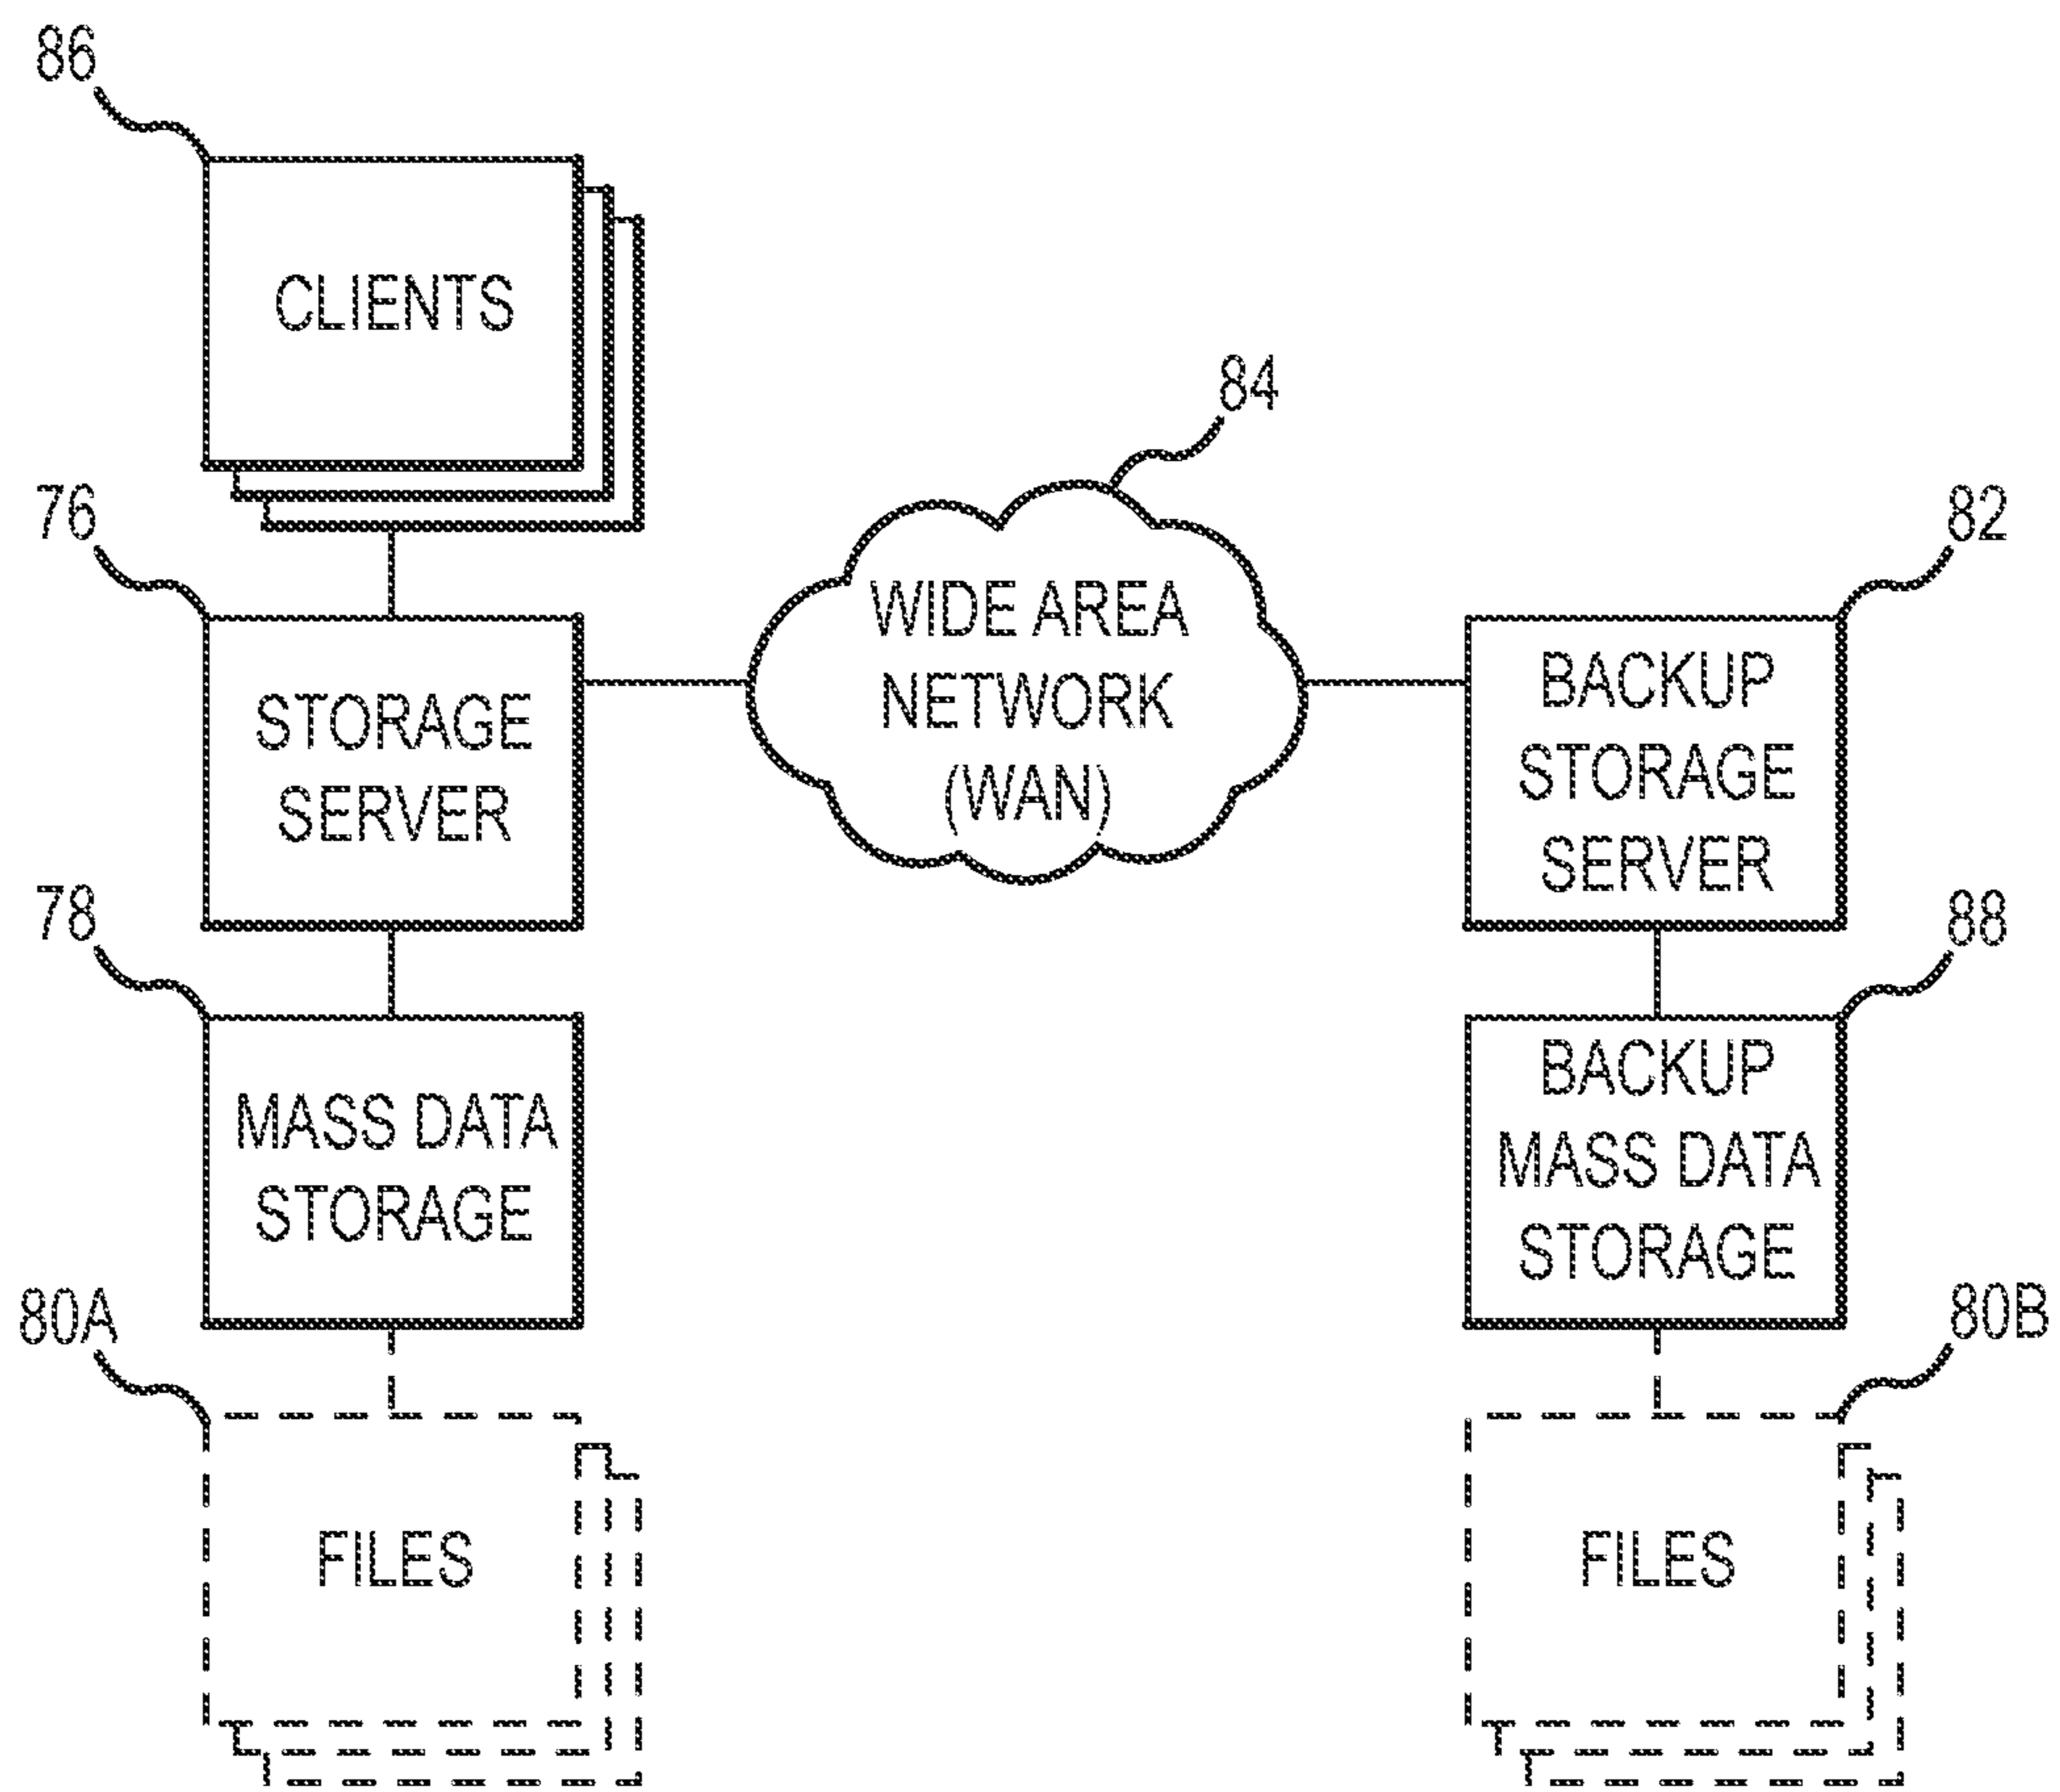 86
CLIENTS
84
76
82
WIDE AREA
NETWORK
(WAN)
STORAGE
SERVER
BACKUP
STORAGE
SERVER
78
88
MASS DATA
STORAGE
BACKUP
MASS DATA
STORAGE
80A
80B
FILES
FILES